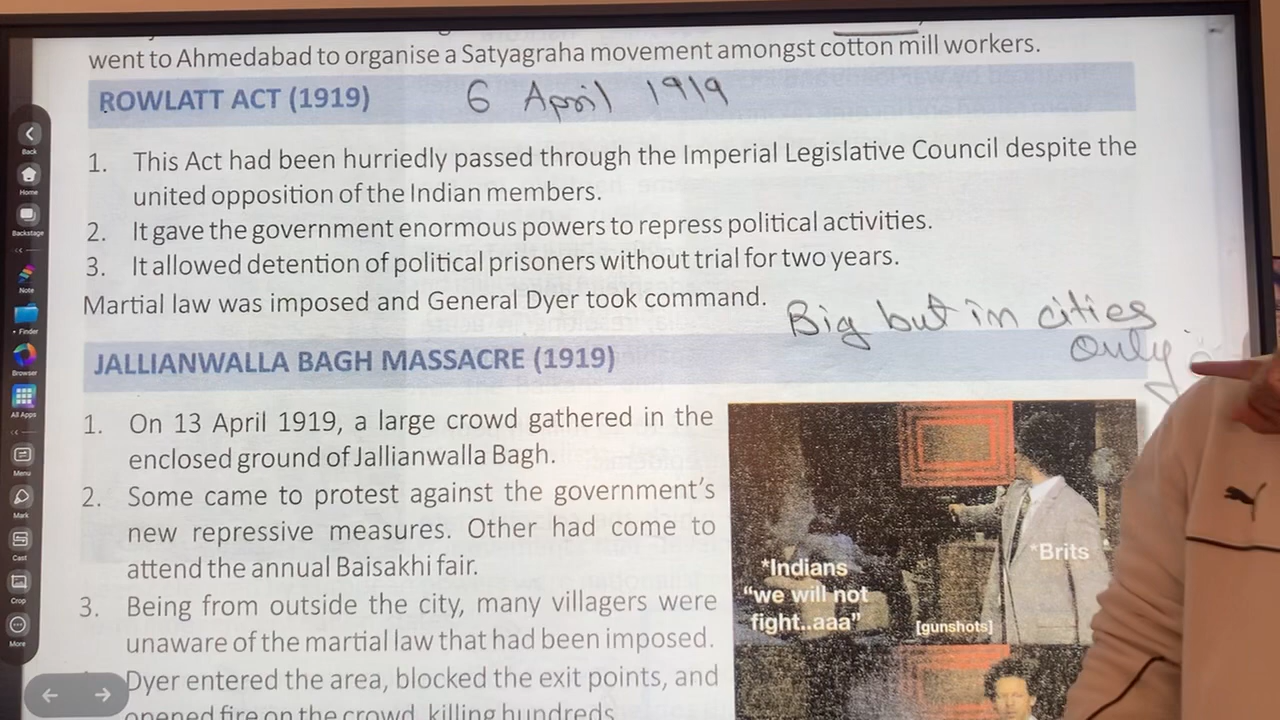 went to Ahmedabad to organise a Satyagraha movement amongst cotton mill workers.
ROWLATT ACT (1919) 6 April 1919
1. This Act had been hurriedly passed through the Imperial Legislative Council despite the
united opposition of the Indian members.
2. It gave the government enormous powers to repress political activities.
3. It allowed detention of political prisoners without trial for two years.
Martial law was imposed and General Dyer took command.
Big but in cities
only
JALLIANWALLA BAGH MASSACRE (1919)
1. On 13 April 1919, a large crowd gathered in the
enclosed ground of Jallianwalla Bagh.
2. Some came to protest against the government's
new repressive measures. Other had come to
attend the annual Baisakhi fair.
3. Being from outside the city, many villagers were
unaware of the martial law that had been imposed.
Dyer entered the area, blocked the exit points, and
opened fire on the crowd, killing hundreds.
*Brits
*Indians
"we will not
fight..aaa"
[gunshots]
Back
Home
Backstage
Note
• Finder
Browser
All Apps
Menu
Mark
Cast
Crop
More